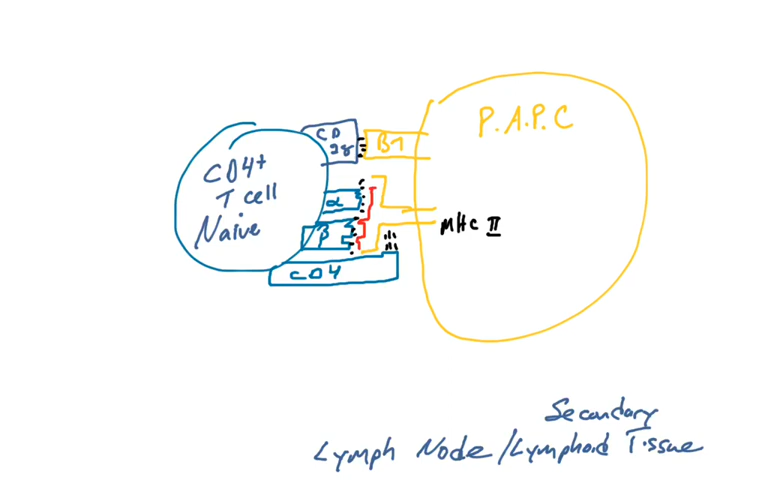 P.A.P.C
CD
28
B7
CD4+
T cell
Naive
α
β
MHC II
CD4
Secondary
Lymph Node/Lymphoid Tissue